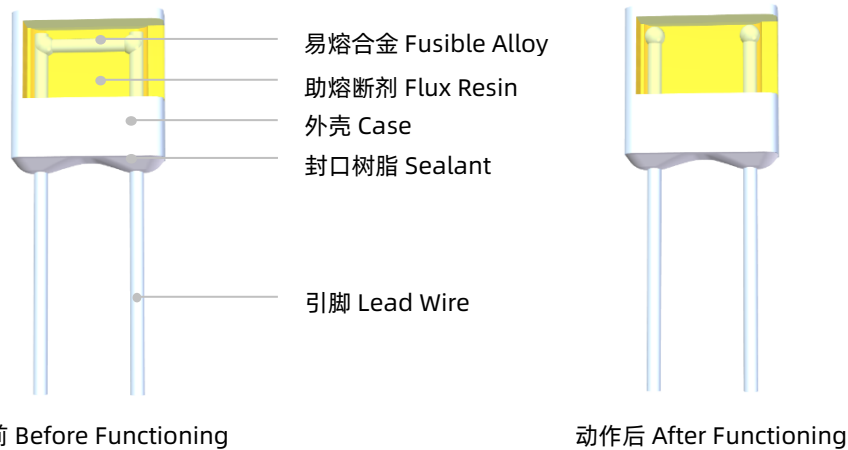 易熔合金 Fusible Alloy
助熔断剂 Flux Resin
外壳 Case
封口树脂 Sealant
引脚 Lead Wire
前 Before Functioning
动作后 After Functioning